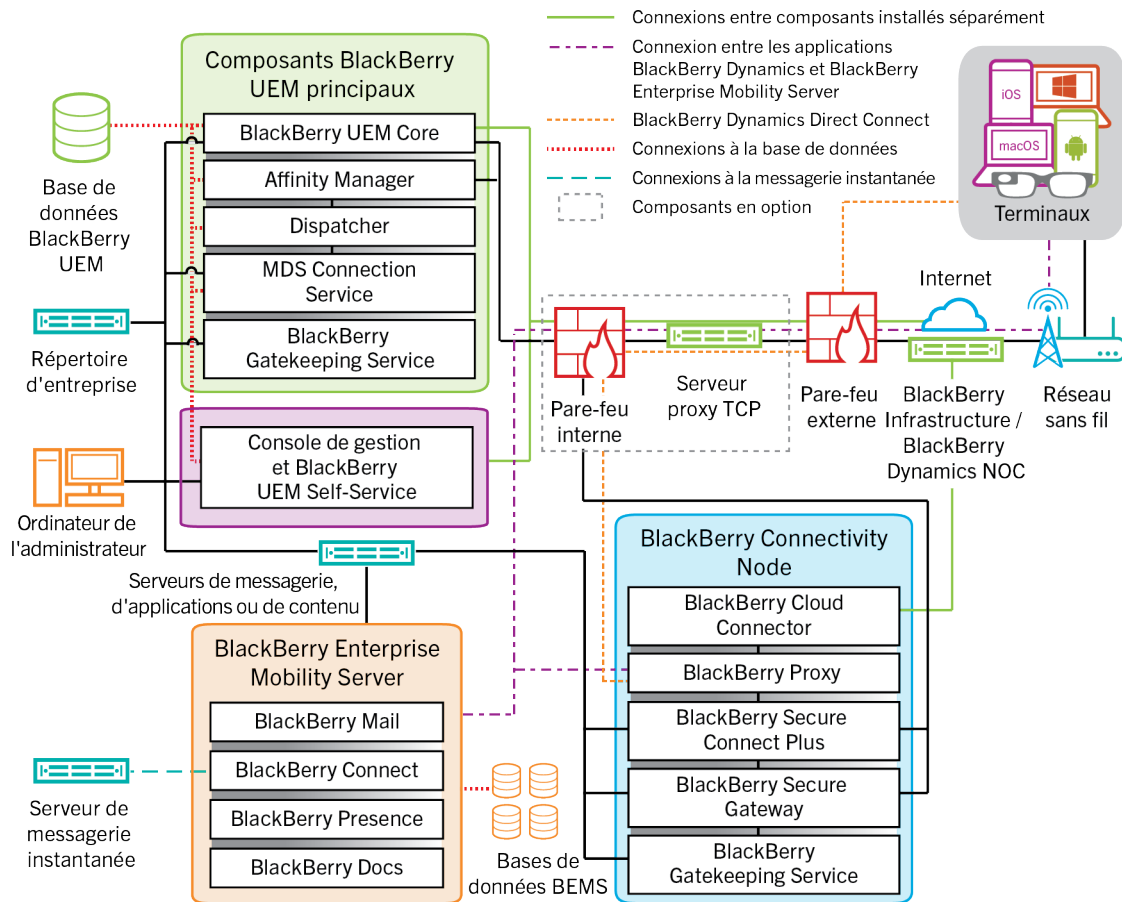 Connexions entre composants installés séparément
Connexion entre les applications
BlackBerry Dynamics et BlackBerry
Enterprise Mobility Server
BlackBerry Dynamics Direct Connect
Connexions à la base de données
Connexions à la messagerie instantanée
Composants en option
iOS
macOS
Terminaux
Composants BlackBerry
UEM principaux
BlackBerry UEM Core
Affinity Manager
Dispatcher
MDS Connection
Service
BlackBerry
Gatekeeping Service
Base de
données
BlackBerry
UEM
Répertoire
d'entreprise
Console de gestion
et BlackBerry
UEM Self-Service
Ordinateur de
l'administrateur
Pare-feu
interne
Serveur
proxy TCP
Pare-feu
externe
Internet
BlackBerry
Infrastructure /
BlackBerry
Dynamics NOC
Réseau
sans fil
Serveurs de messagerie,
d'applications ou de contenu
BlackBerry Enterprise
Mobility Server
BlackBerry Mail
BlackBerry Connect
BlackBerry Presence
BlackBerry Docs
Serveur de
messagerie
instantanée
Bases de
données BEMS
BlackBerry Connectivity
Node
BlackBerry Cloud
Connector
BlackBerry Proxy
BlackBerry Secure
Connect Plus
BlackBerry Secure
Gateway
BlackBerry
Gatekeeping Service